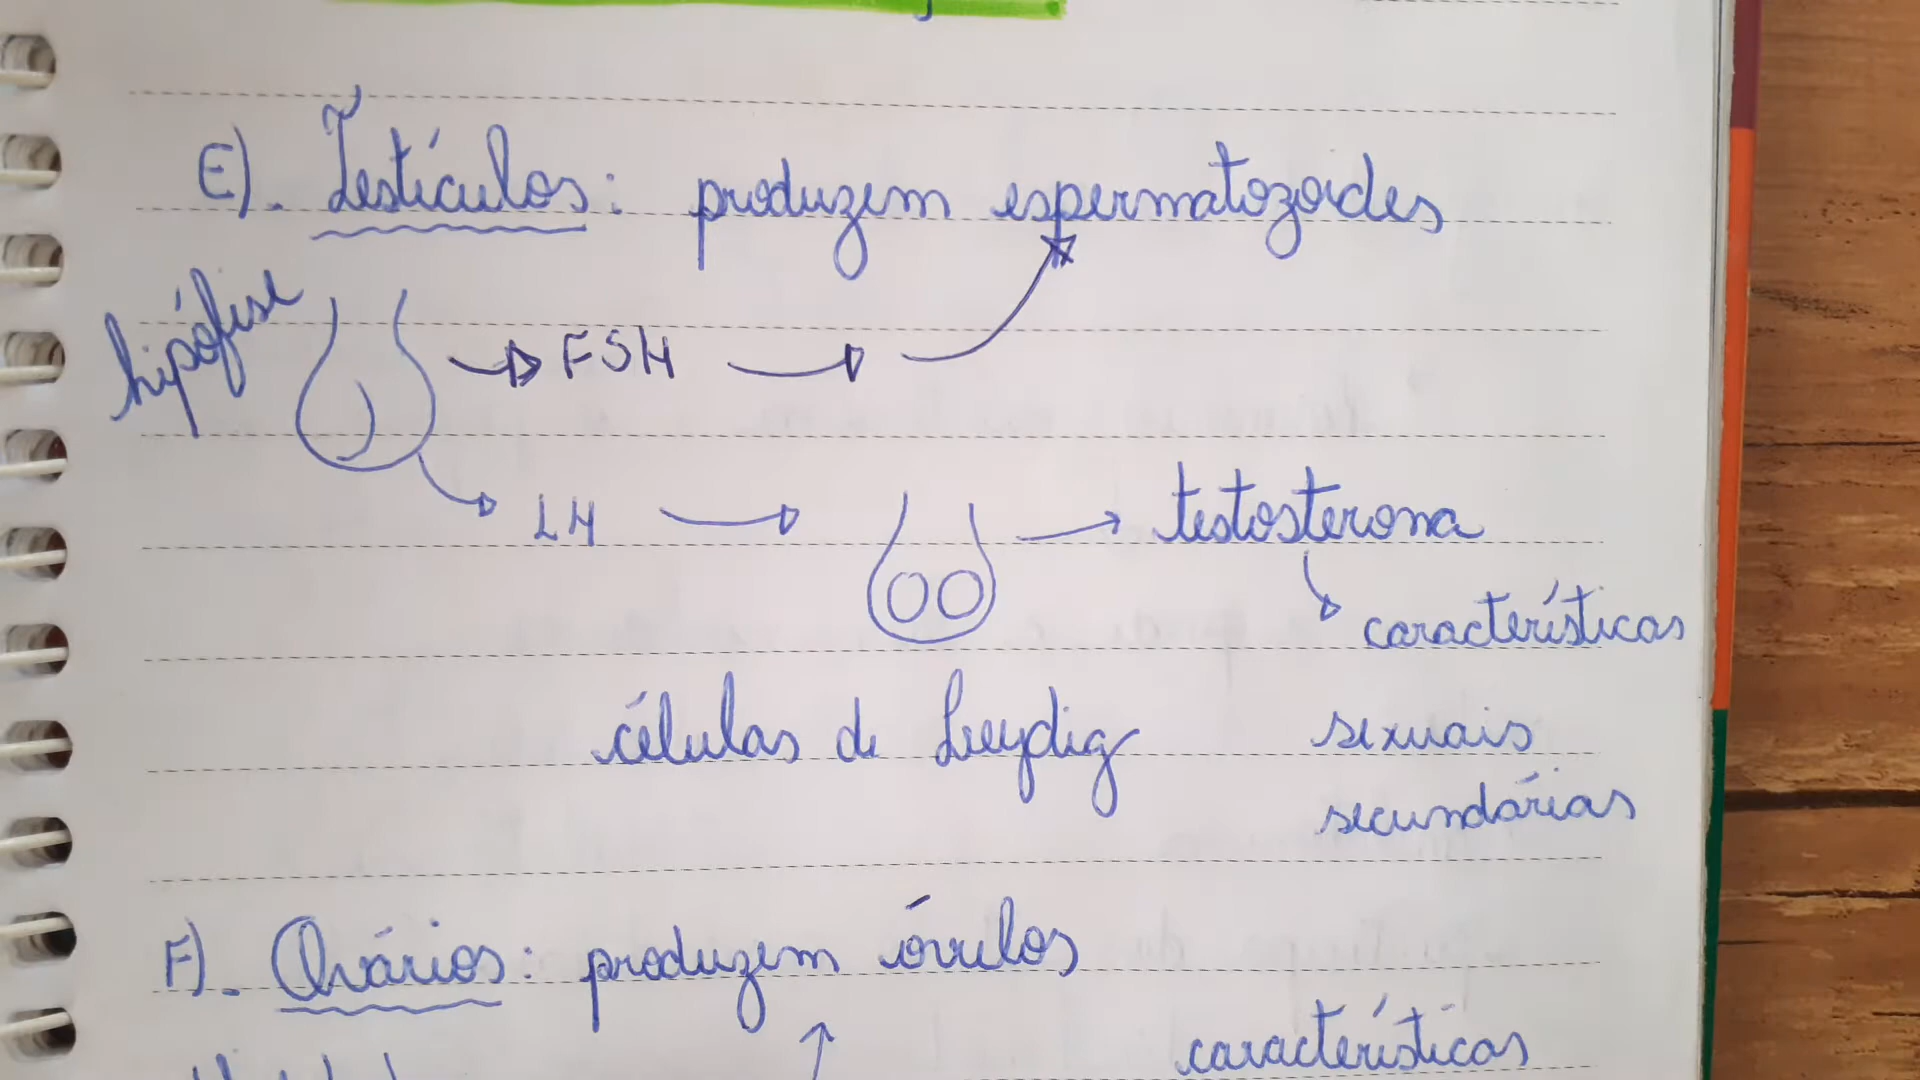 E). Testículos: produzem espermatozoides
hipófise
FSH
LH
testosterona
características
células de Leydig
sexuais
secundárias
F). Ovários: produzem óvulos
características